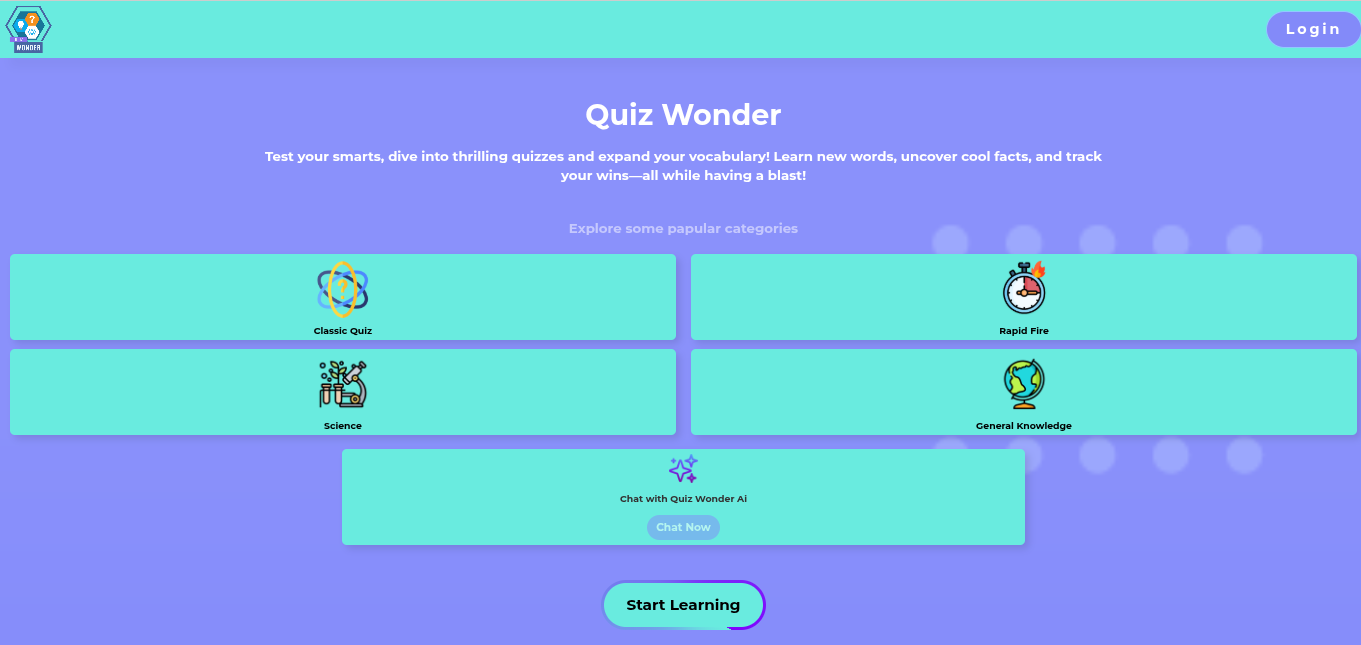 WONDER
Login
Quiz Wonder
Test your smarts, dive into thrilling quizzes and expand your vocabulary! Learn new words, uncover cool facts, and track
your wins—all while having a blast!
Explore some papular categories
?
Classic Quiz
Rapid Fire
Science
General Knowledge
Chat with Quiz Wonder Ai
Chat Now
Start Learning